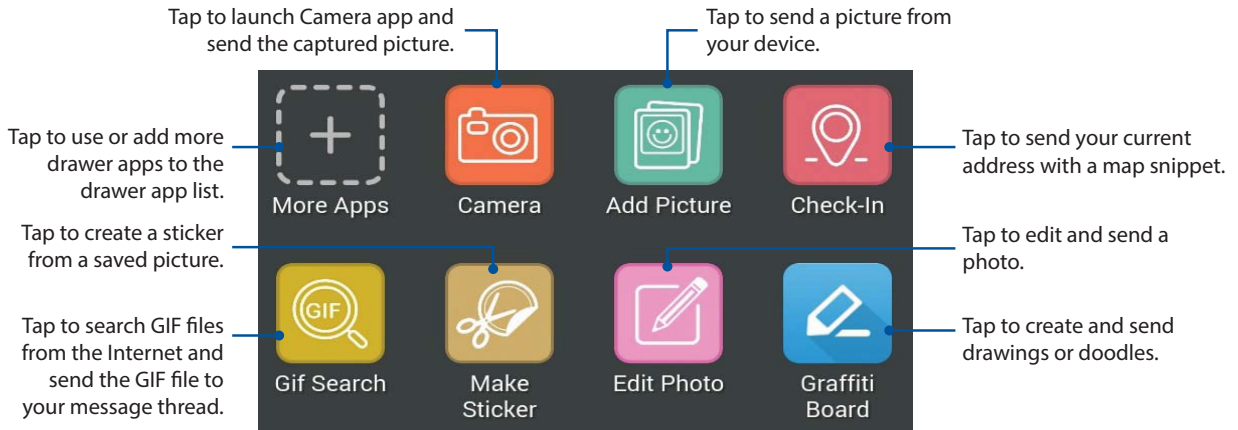 Tap to launch Camera app and
send the captured picture.
Tap to send a picture from
your device.
Tap to use or add more
drawer apps to the
drawer app list.
Tap to send your current
address with a map snippet.
More Apps
Camera
Add Picture
Check-In
Tap to create a sticker
from a saved picture.
Tap to edit and send a
photo.
GIF
Tap to search GIF files
from the Internet and
send the GIF file to
your message thread.
Tap to create and send
drawings or doodles.
Gif Search
Make
Sticker
Edit Photo
Graffiti
Board